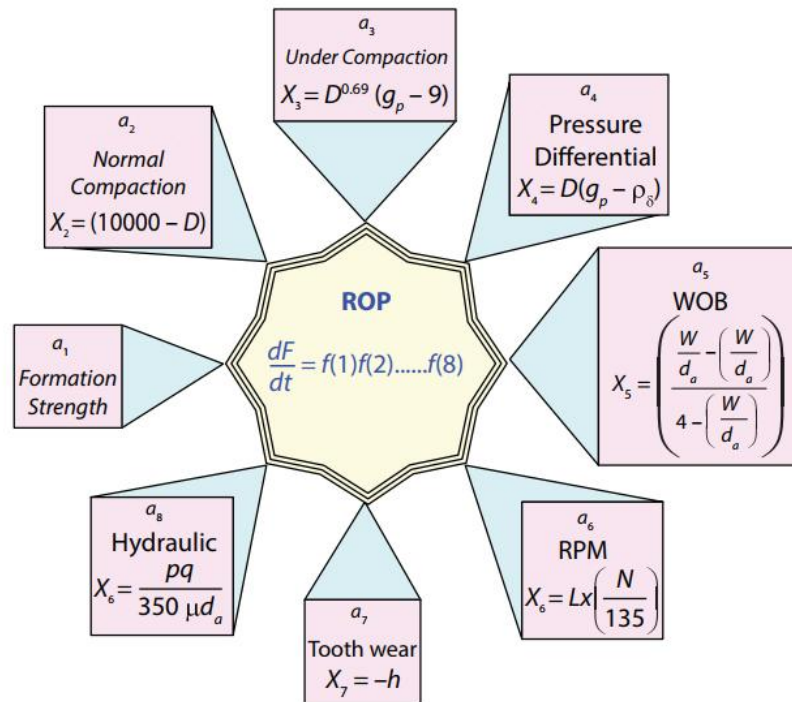 a₃
Under Compaction
X₃ = D^0.69 (gₚ – 9)
a₄
Pressure
Differential
X₄ = D(gₚ – ρ_δ)
a₂
Normal
Compaction
X₂ = (10000 – D)
a₅
WOB
X₅ = ((W/dₐ – (W/dₐ)) / (4 – (W/dₐ)))
ROP
dF/dt = f(1)f(2)......f(8)
a₁
Formation
Strength
a₈
Hydraulic
X₆ = pq / 350 μdₐ
a₆
RPM
X₆ = Lx(N/135)
a₇
Tooth wear
X₇ = –h